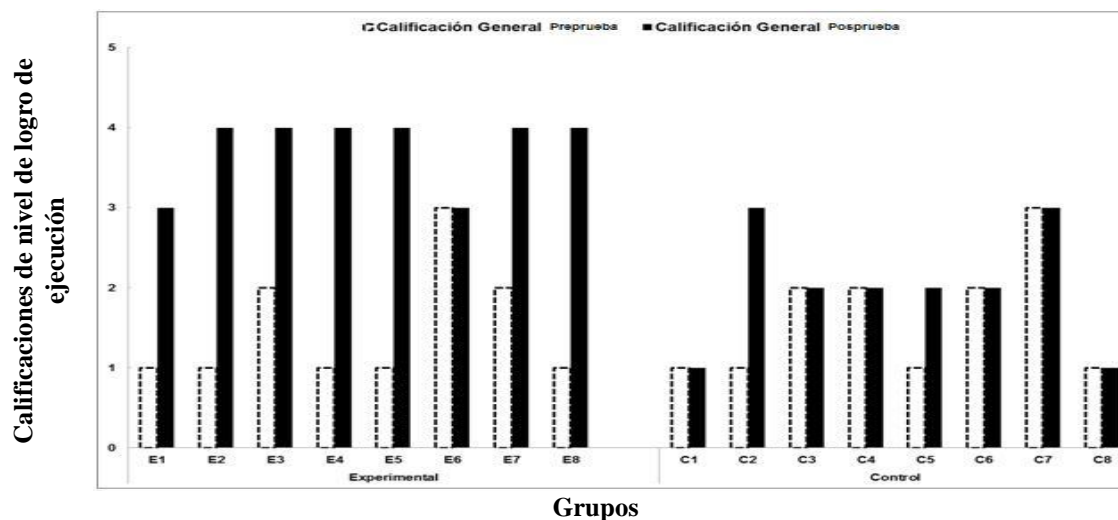 Calificación General Preprueba Calificación General Posprueba
Calificaciones de nivel de logro de
ejecución
5
4
3
2
1
0
E1 E2 E3 E4 E5 E6 E7 E8 C1 C2 C3 C4 C5 C6 C7 C8
Experimental Control
Grupos